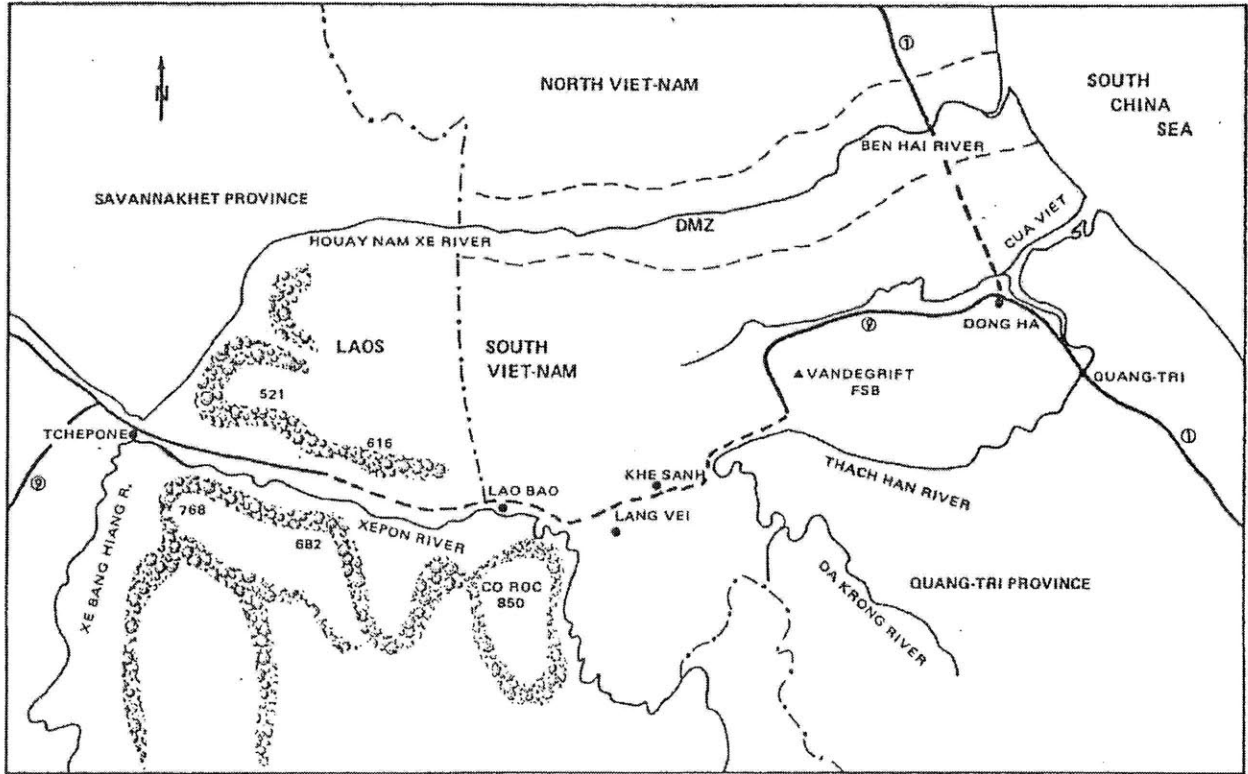 ①
N
NORTH VIET-NAM
SOUTH
CHINA
SEA
BEN HAI RIVER
SAVANNAKHET PROVINCE
HOUAY NAM XE RIVER
DMZ
CUA VIET
LAOS
SOUTH
VIET-NAM
⑨
DONG HA
VANDEGRIFT
FSB
QUANG-TRI
521
TCHEPONE
616
①
⑨
KHE SANH
THACH HAN RIVER
LAO BAO
LANG VEI
XE BANG HIANG R.
768
682
XEPON RIVER
CO ROC
850
DA KRONG RIVER
QUANG-TRI PROVINCE